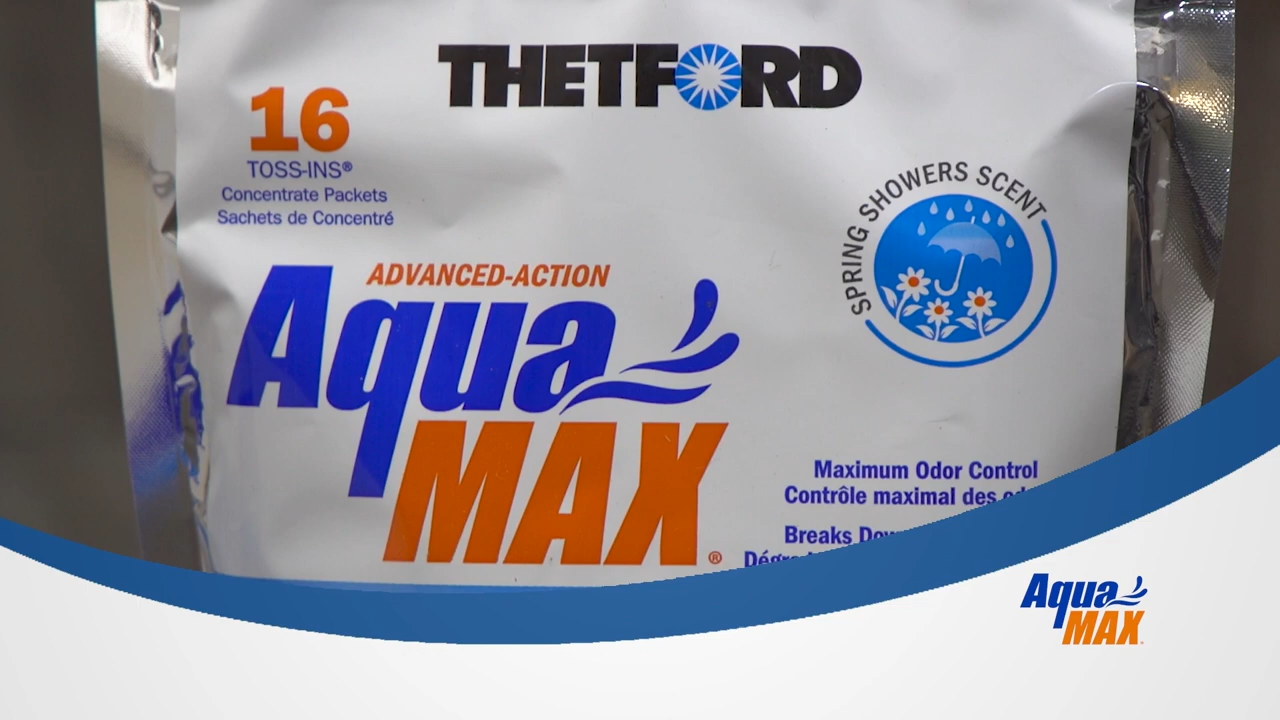 THETFORD
16
TOSS-INS®
Concentrate Packets
Sachets de Concentré
SPRING SHOWERS SCENT
ADVANCED-ACTION
Aqua
MAX®
Maximum Odor Control
Contrôle maximal des
Breaks
Aqua
MAX